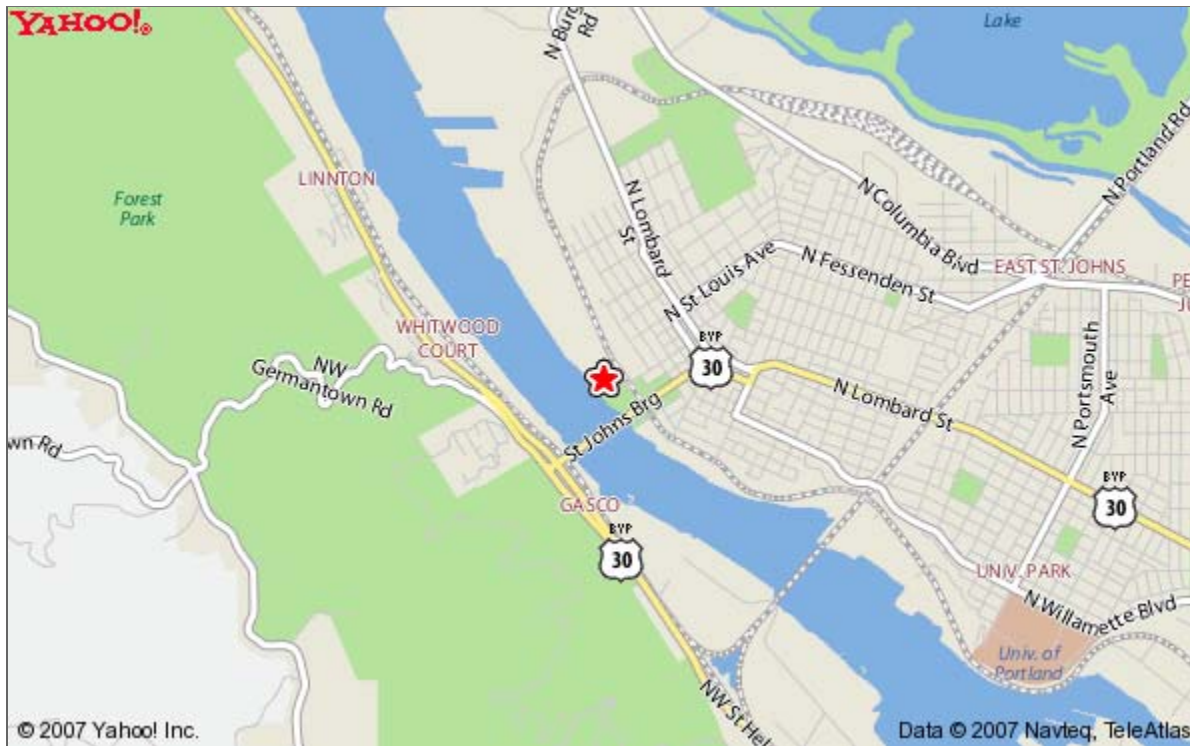 YAHOO!®
Lake
N Burg
Rd
N Portland Rd
LINNTON
Forest
Park
N Lombard
St
N Columbia Blvd
N St Louis Ave
N Fessenden St
EAST ST. JOHNS
PE
JU
WHITWOOD
COURT
BYP
30
NW
Germantown Rd
N Lombard St
N Portsmouth
Ave
St Johns Brg
wn Rd
BYP
30
GASCO
BYP
30
UNIV. PARK
N Willamette Blvd
Univ. of
Portland
NW St Hel
© 2007 Yahoo! Inc.
Data © 2007 Navteq, TeleAtlas